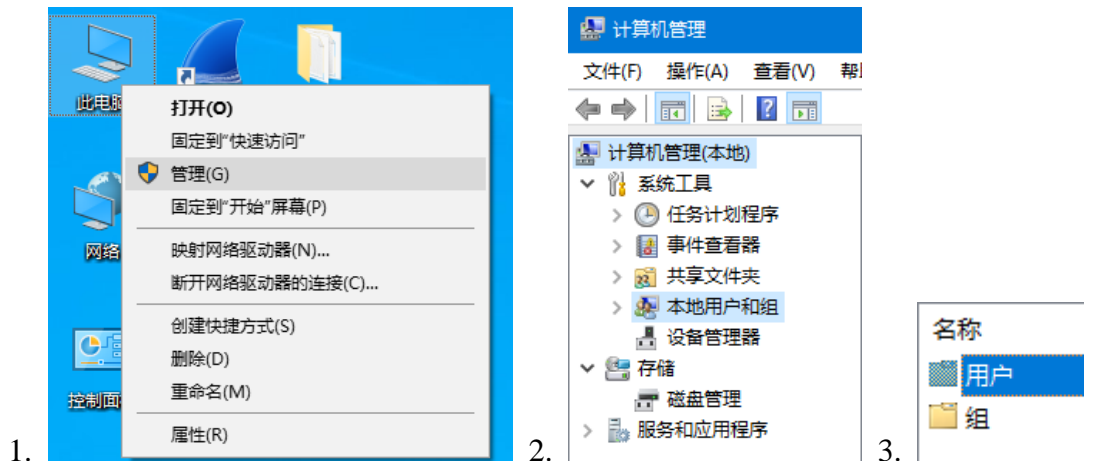 此电脑
网络
控制面
打开(O)
固定到"快速访问"
管理(G)
固定到"开始"屏幕(P)
映射网络驱动器(N)...
断开网络驱动器的连接(C)...
创建快捷方式(S)
删除(D)
重命名(M)
属性(R)
1.
计算机管理
文件(F) 操作(A) 查看(V) 帮
计算机管理(本地)
系统工具
任务计划程序
事件查看器
共享文件夹
本地用户和组
设备管理器
存储
磁盘管理
服务和应用程序
2.
名称
用户
组
3.